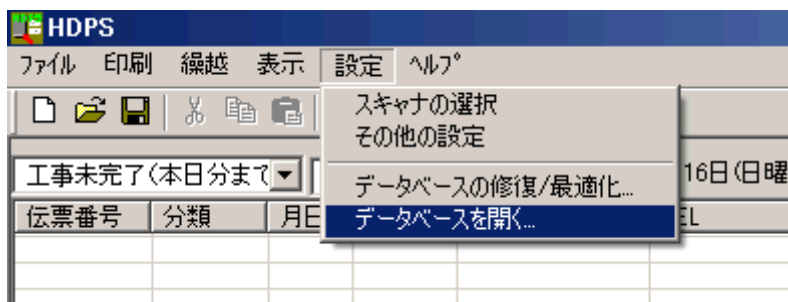 HDPS
ﾌｧｲﾙ 印刷 繰越 表示 設定 ﾍﾙﾌﾟ
スキャナの選択
その他の設定
工事未完了(本日分まで
データベースの修復/最適化...
16日(日曜
伝票番号 分類 月日
データベースを開く...
EL